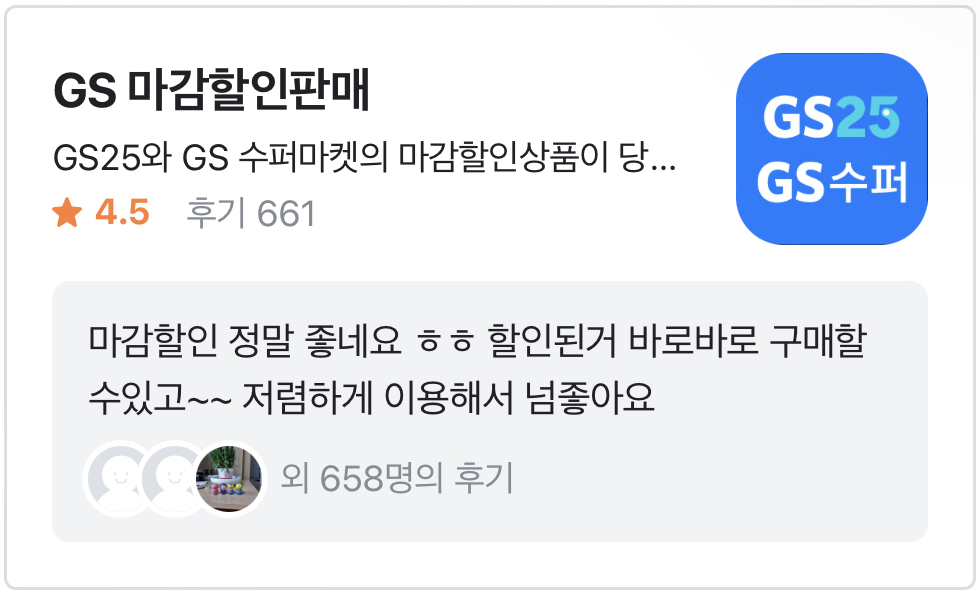 GS 마감할인판매
GS25와 GS 수퍼마켓의 마감할인상품이 당...
4.5 후기 661
GS25
GS수퍼
마감할인 정말 좋네요 ㅎㅎ 할인된거 바로바로 구매할
수있고~~ 저렴하게 이용해서 넘좋아요
외 658명의 후기